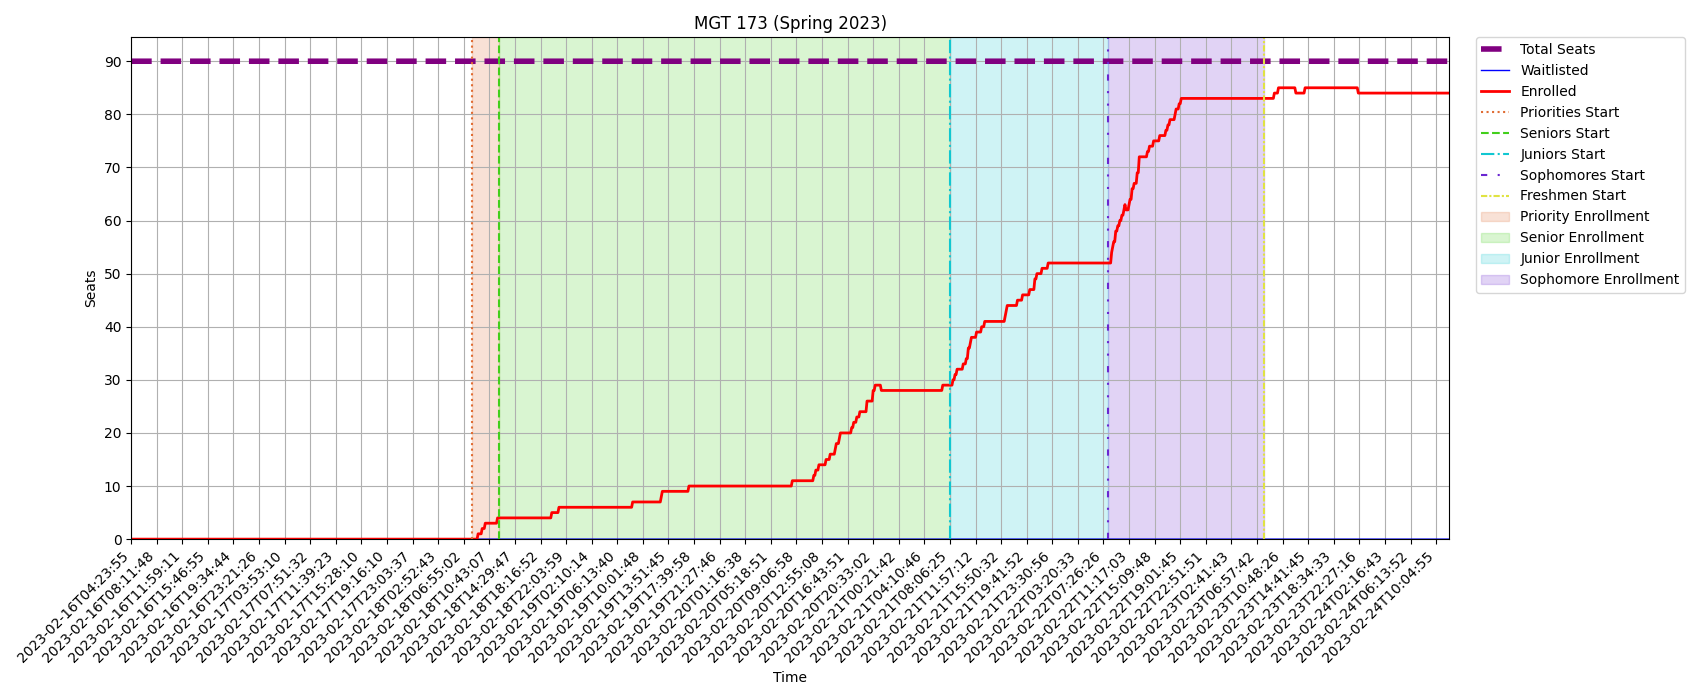 MGT 173 (Spring 2023)
Total Seats
Waitlisted
Enrolled
Priorities Start
Seniors Start
Juniors Start
Sophomores Start
Freshmen Start
Priority Enrollment
Senior Enrollment
Junior Enrollment
Sophomore Enrollment
Seats
90
80
70
60
50
40
30
20
10
0
2023-02-16T04:23:55
2023-02-16T08:11:48
2023-02-16T11:59:11
2023-02-16T15:46:55
2023-02-16T19:34:44
2023-02-16T23:21:26
2023-02-17T03:53:10
2023-02-17T07:51:32
2023-02-17T11:39:23
2023-02-17T15:28:10
2023-02-17T19:16:10
2023-02-17T23:03:37
2023-02-18T02:52:43
2023-02-18T06:55:02
2023-02-18T10:43:07
2023-02-18T14:29:47
2023-02-18T18:16:52
2023-02-18T22:03:59
2023-02-19T02:10:14
2023-02-19T06:13:40
2023-02-19T10:01:48
2023-02-19T13:51:45
2023-02-19T17:39:58
2023-02-19T21:27:46
2023-02-20T01:16:38
2023-02-20T05:18:51
2023-02-20T09:06:58
2023-02-20T12:55:08
2023-02-20T16:43:51
2023-02-20T20:33:02
2023-02-21T00:21:42
2023-02-21T04:10:46
2023-02-21T08:06:25
2023-02-21T11:57:12
2023-02-21T15:50:32
2023-02-21T19:41:52
2023-02-21T23:30:56
2023-02-22T03:20:33
2023-02-22T07:26:26
2023-02-22T11:17:03
2023-02-22T15:09:48
2023-02-22T19:01:45
2023-02-22T22:51:51
2023-02-23T02:41:43
2023-02-23T06:57:42
2023-02-23T10:48:26
2023-02-23T14:41:45
2023-02-23T18:34:33
2023-02-23T22:27:16
2023-02-24T02:16:43
2023-02-24T06:13:52
2023-02-24T10:04:55
Time